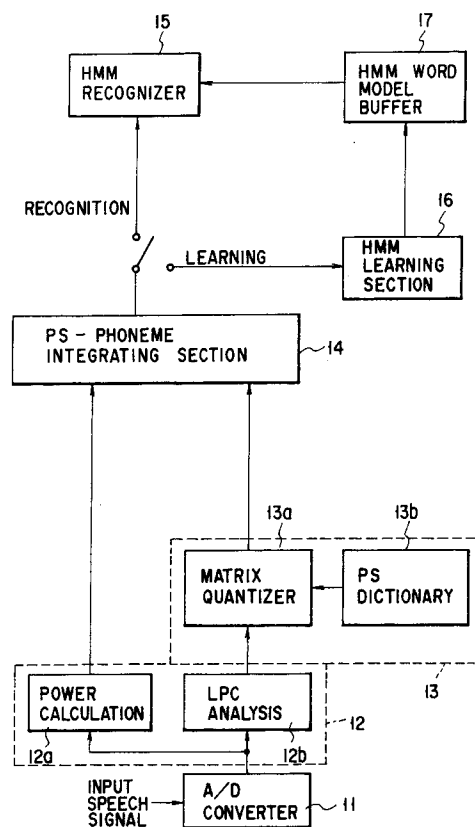 15
HMM
RECOGNIZER
17
HMM WORD
MODEL
BUFFER
RECOGNITION
LEARNING
16
HMM
LEARNING
SECTION
PS - PHONEME
INTEGRATING SECTION
14
13a
MATRIX
QUANTIZER
13b
PS
DICTIONARY
13
POWER
CALCULATION
12a
LPC
ANALYSIS
12b
12
INPUT
SPEECH
SIGNAL
A/D
CONVERTER
11